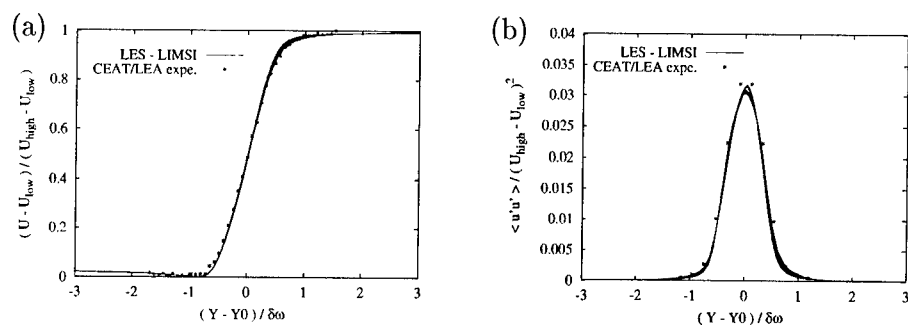 (a)
LES - LIMSI
CEAT/LEA expe.
( U - U_low ) / ( U_high - U_low )
1
0.8
0.6
0.4
0.2
0
-3 -2 -1 0 1 2 3
( Y - Y0 ) / δω
(b)
LES - LIMSI
CEAT/LEA expe.
< u'u' > / ( U_high - U_low )^2
0.04
0.035
0.03
0.025
0.02
0.015
0.01
0.005
0
-3 -2 -1 0 1 2 3
( Y - Y0 ) / δω